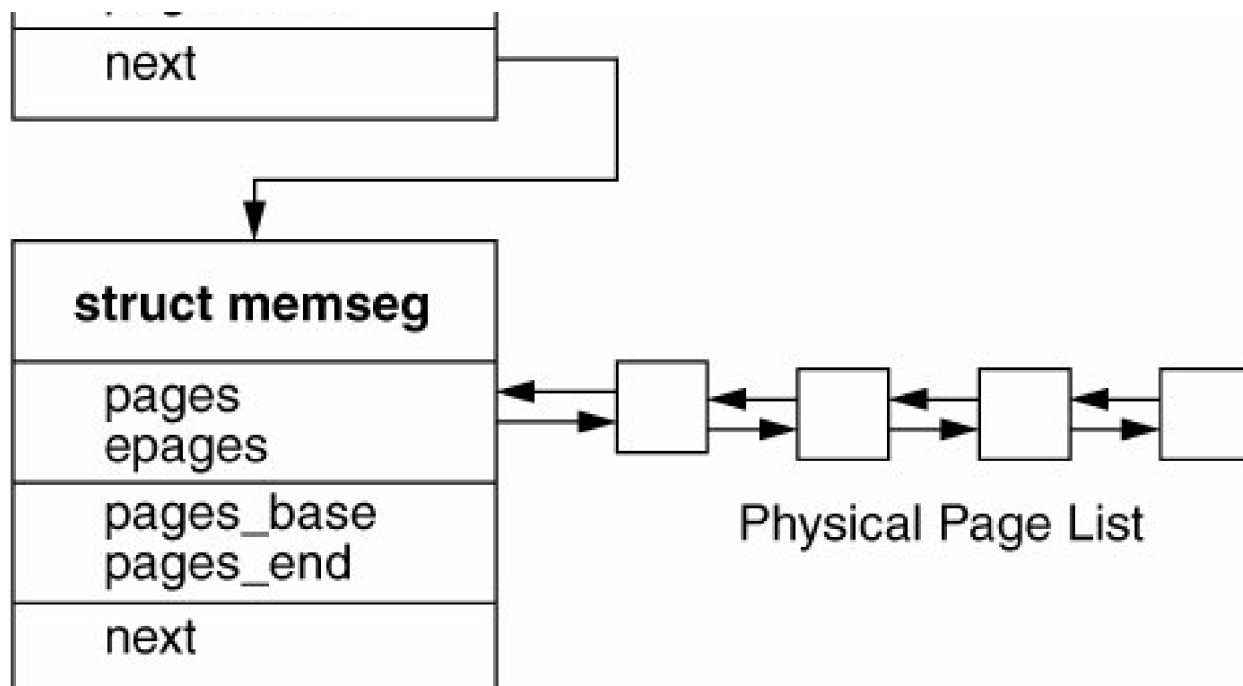 next
struct memseg
pages
epages
pages_base
pages_end
Physical Page List
next